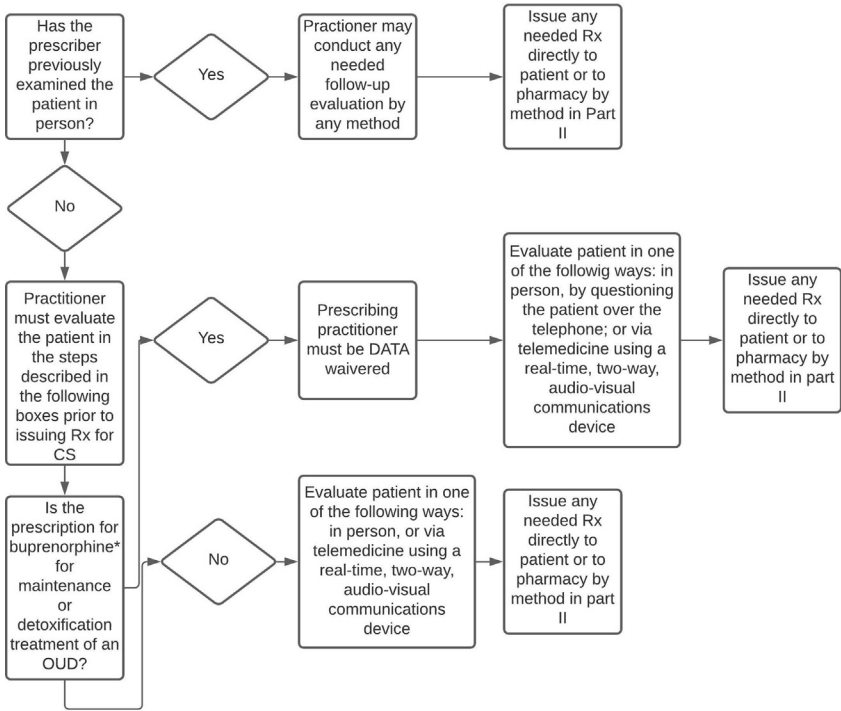 Has the
prescriber
previously
examined the
patient in
person?
Yes
Practioner may
conduct any
needed
follow-up
evaluation by
any method
Issue any
needed Rx
directly to
patient or to
pharmacy by
method in Part
II
No
Practitioner
must evaluate
the patient in
the steps
described in
the following
boxes prior to
issuing Rx for
CS
Yes
Prescribing
practitioner
must be DATA
waivered
Evaluate patient in one
of the followig ways: in
person, by questioning
the patient over the
telephone; or via
telemedicine using a
real-time, two-way,
audio-visual
communications
device
Issue any
needed Rx
directly to
patient or to
pharmacy by
method in part
II
Is the
prescription for
buprenorphine*
for
maintenance
or
detoxification
treatment of an
OUD?
No
Evaluate patient in one
of the following ways:
in person, or via
telemedicine using a
real-time, two-way,
audio-visual
communications
device
Issue any
needed Rx
directly to
patient or to
pharmacy by
method in part
II